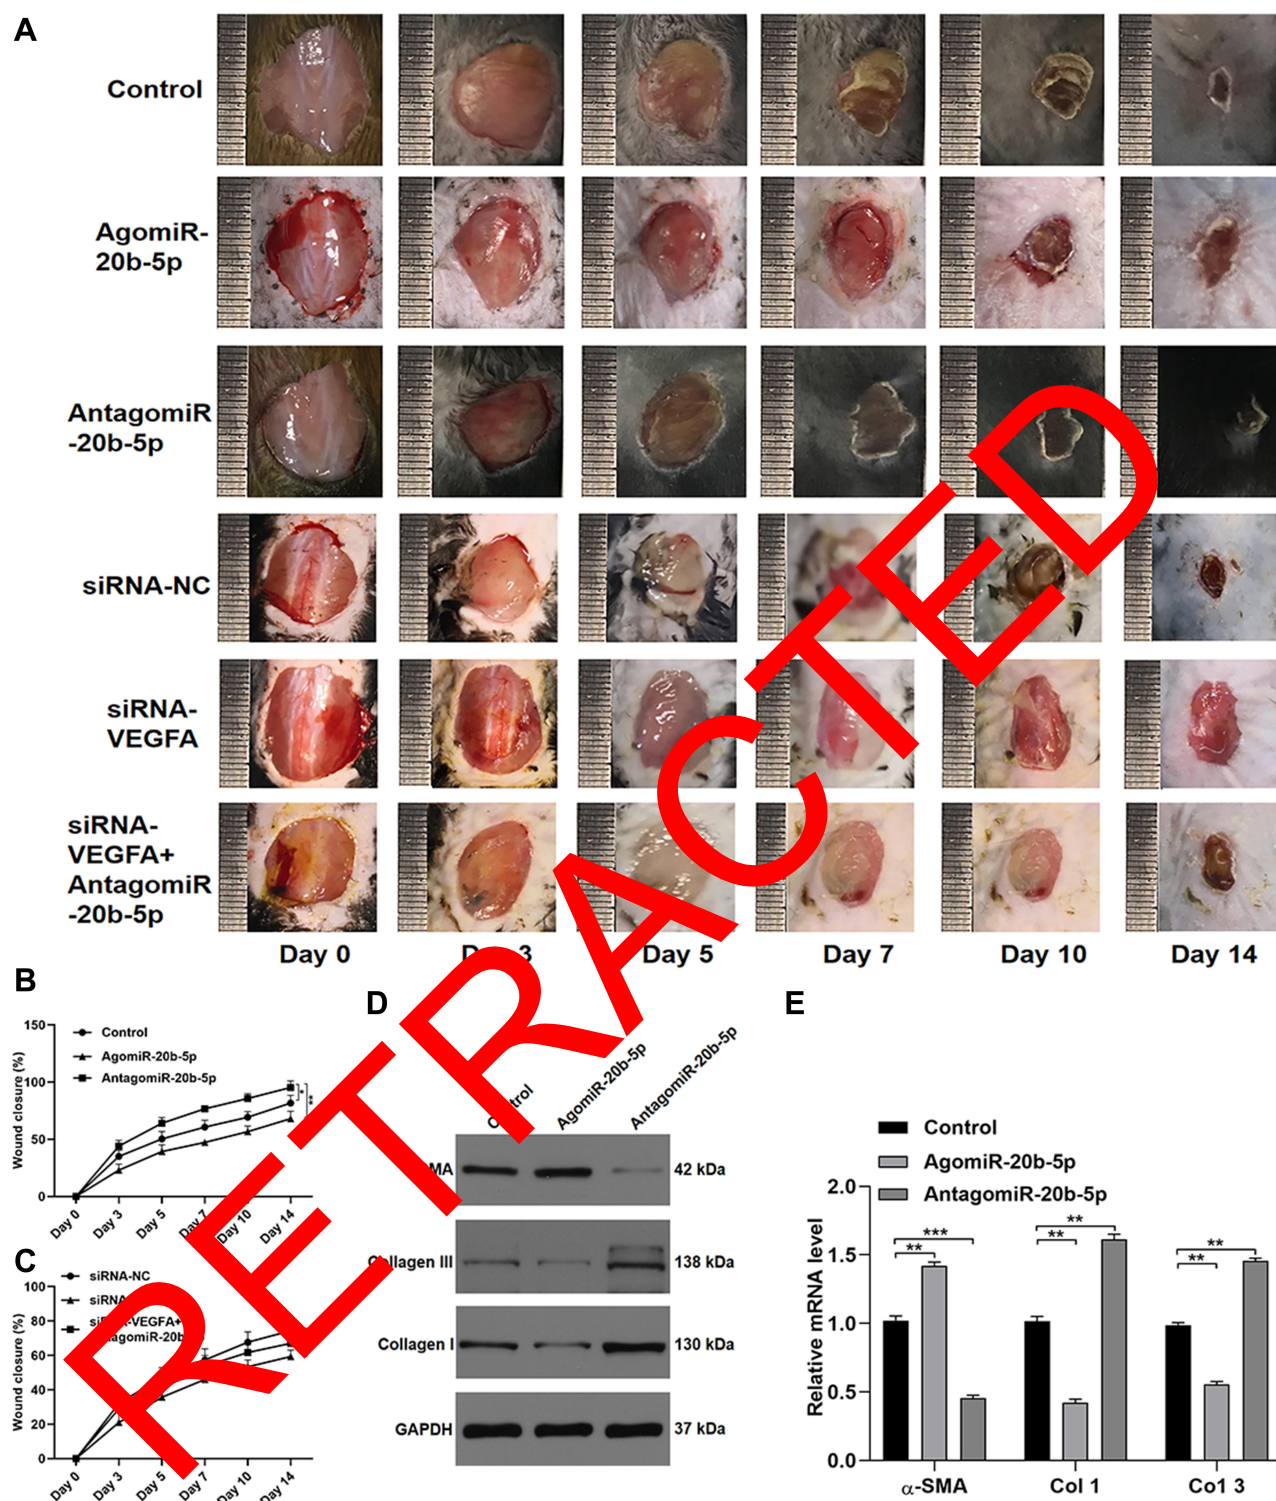 A
Control
AgomiR-
20b-5p
AntagomiR
-20b-5p
siRNA-NC
siRNA-
VEGFA
siRNA-
VEGFA+
AntagomiR
-20b-5p
Day 0
Day 5
Day 7
Day 10
Day 14
RETRACTED
B
Wound closure (%)
150
100
50
0
Control
AgomiR-20b-5p
AntagomiR-20b-5p
*
**
Day 0
Day 3
Day 5
Day 7
Day 10
Day 14
C
Wound closure (%)
100
80
60
40
20
0
siRNA-NC
Day 0
Day 3
Day 5
Day 7
Day 10
Day 14
D
AgomiR-20b-5p
AntagomiR-20b-5p
42 kDa
Collagen III
138 kDa
Collagen I
130 kDa
GAPDH
37 kDa
E
Control
AgomiR-20b-5p
AntagomiR-20b-5p
Relative mRNA level
2.0
1.5
1.0
0.5
0.0
***
**
**
**
**
**
α-SMA
Col 1
Co1 3